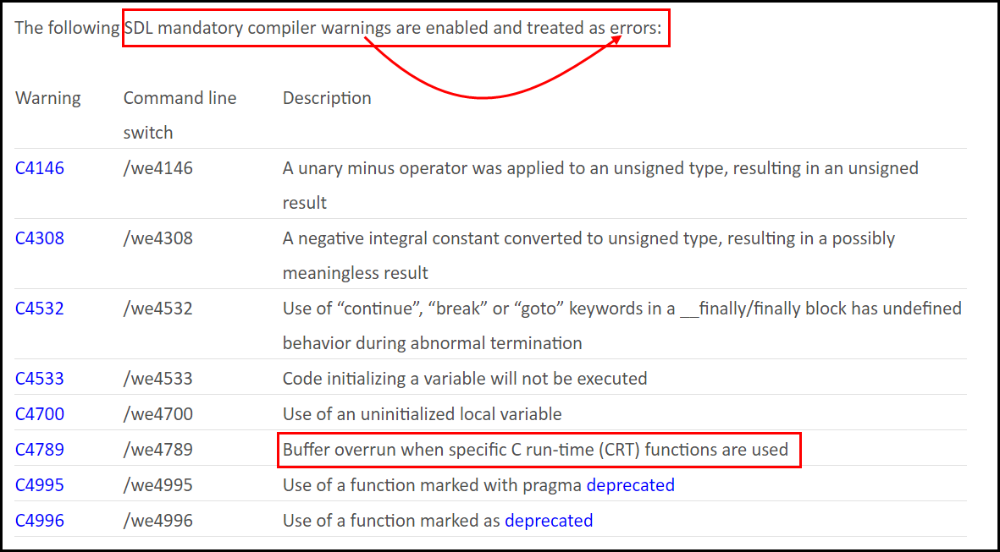 The following SDL mandatory compiler warnings are enabled and treated as errors:
Warning Command line Description
switch
C4146 /we4146 A unary minus operator was applied to an unsigned type, resulting in an unsigned
result
C4308 /we4308 A negative integral constant converted to unsigned type, resulting in a possibly
meaningless result
C4532 /we4532 Use of “continue”, “break” or “goto” keywords in a __finally/finally block has undefined
behavior during abnormal termination
C4533 /we4533 Code initializing a variable will not be executed
C4700 /we4700 Use of an uninitialized local variable
C4789 /we4789 Buffer overrun when specific C run-time (CRT) functions are used
C4995 /we4995 Use of a function marked with pragma deprecated
C4996 /we4996 Use of a function marked as deprecated